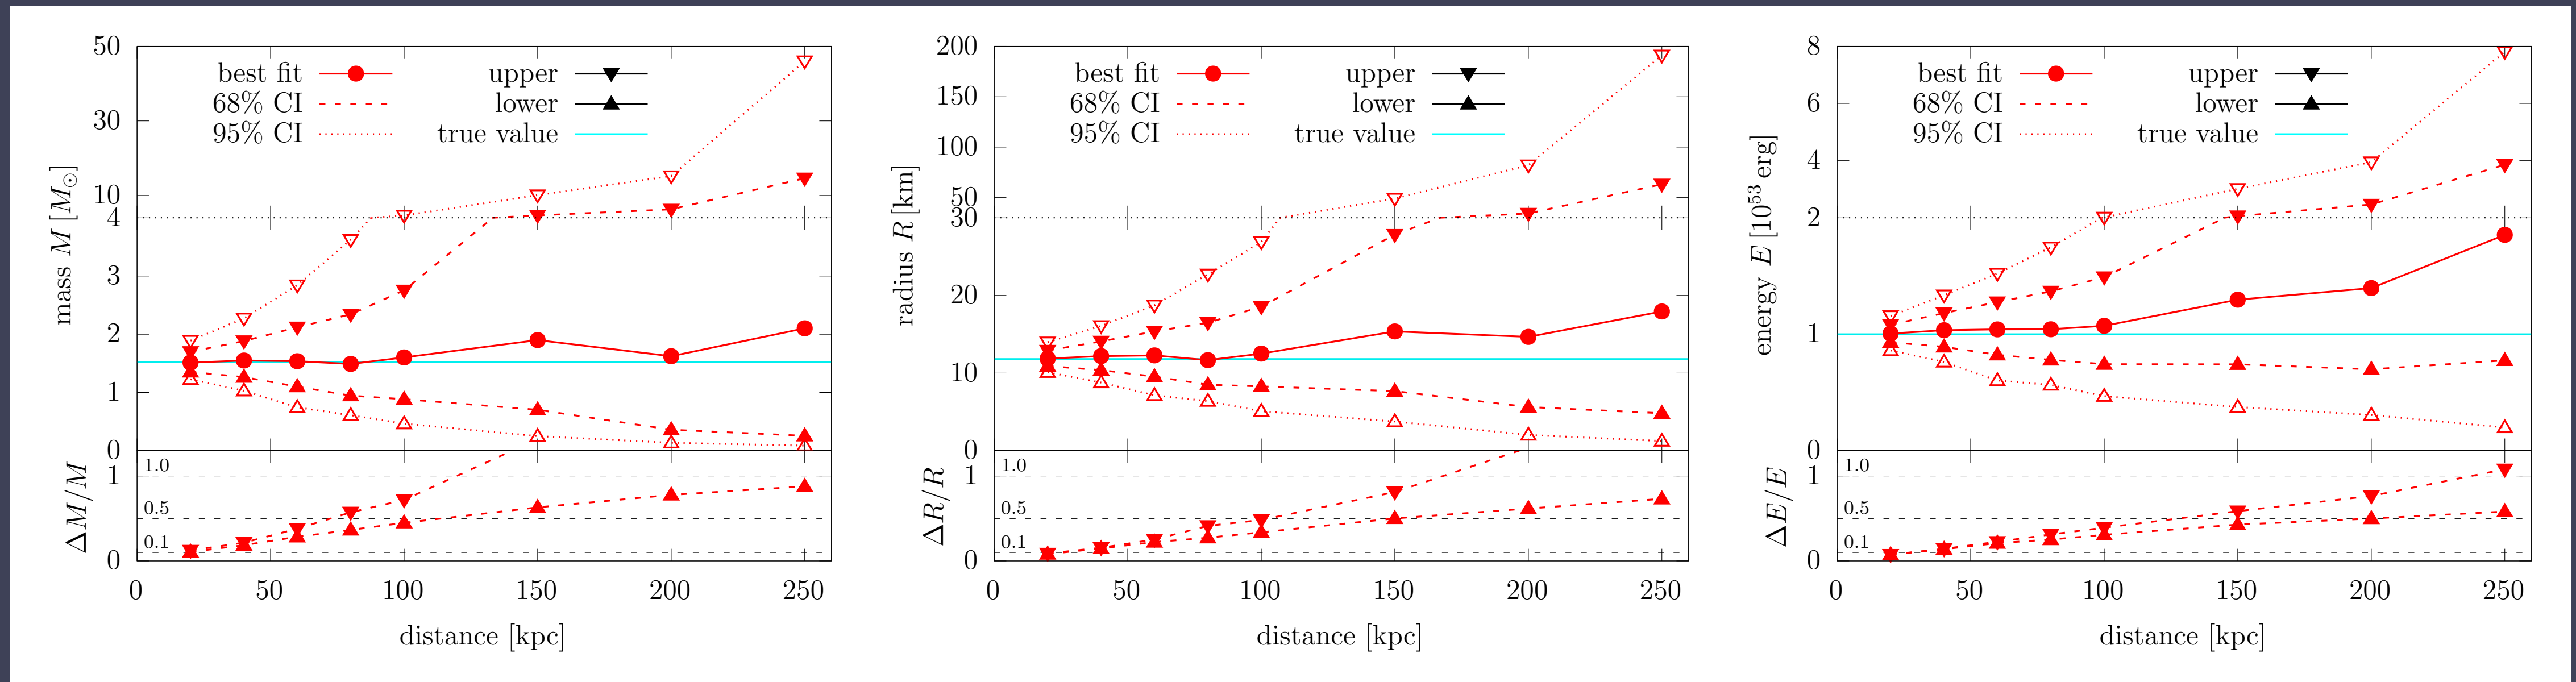 50
30
10
4
3
2
1
0
mass M [M⊙]
best fit
68% CI
95% CI
upper
lower
true value
1
0
ΔM/M
1.0
0.5
0.1
0 50 100 150 200 250
distance [kpc]
200
150
100
50
30
20
10
0
radius R [km]
best fit
68% CI
95% CI
upper
lower
true value
1
0
ΔR/R
1.0
0.5
0.1
0 50 100 150 200 250
distance [kpc]
8
6
4
2
1
0
energy E [10⁵³ erg]
best fit
68% CI
95% CI
upper
lower
true value
1
0
ΔE/E
1.0
0.5
0.1
0 50 100 150 200 250
distance [kpc]